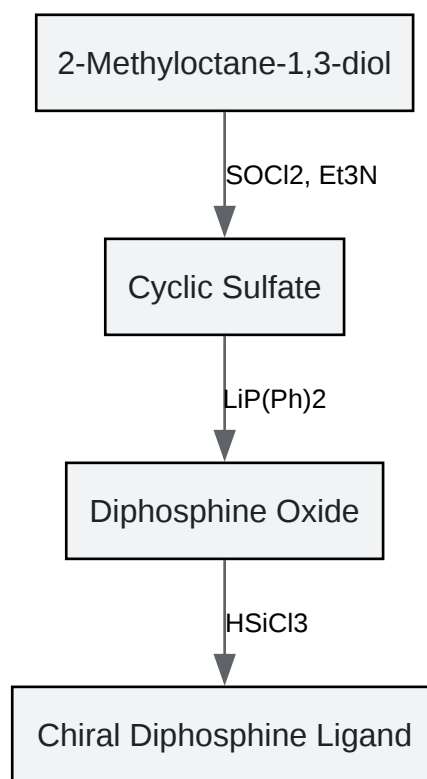 2-Methyloctane-1,3-diol
SOCl2, Et3N
Cyclic Sulfate
LiP(Ph)2
Diphosphine Oxide
HSiCl3
Chiral Diphosphine Ligand